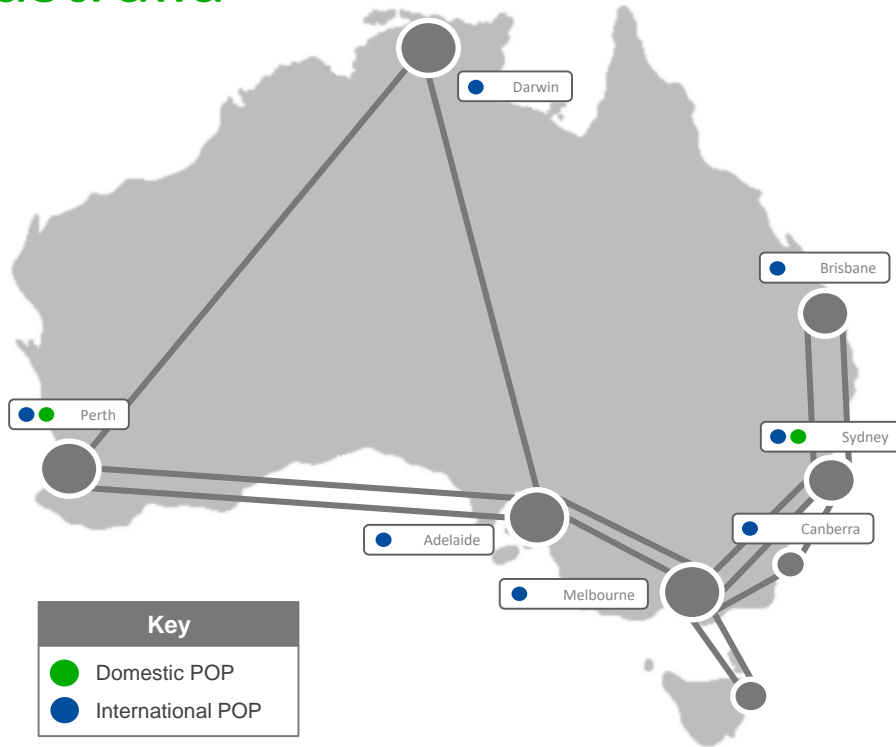 Darwin
Brisbane
Perth
Sydney
Canberra
Adelaide
Melbourne
Key
Domestic POP
International POP